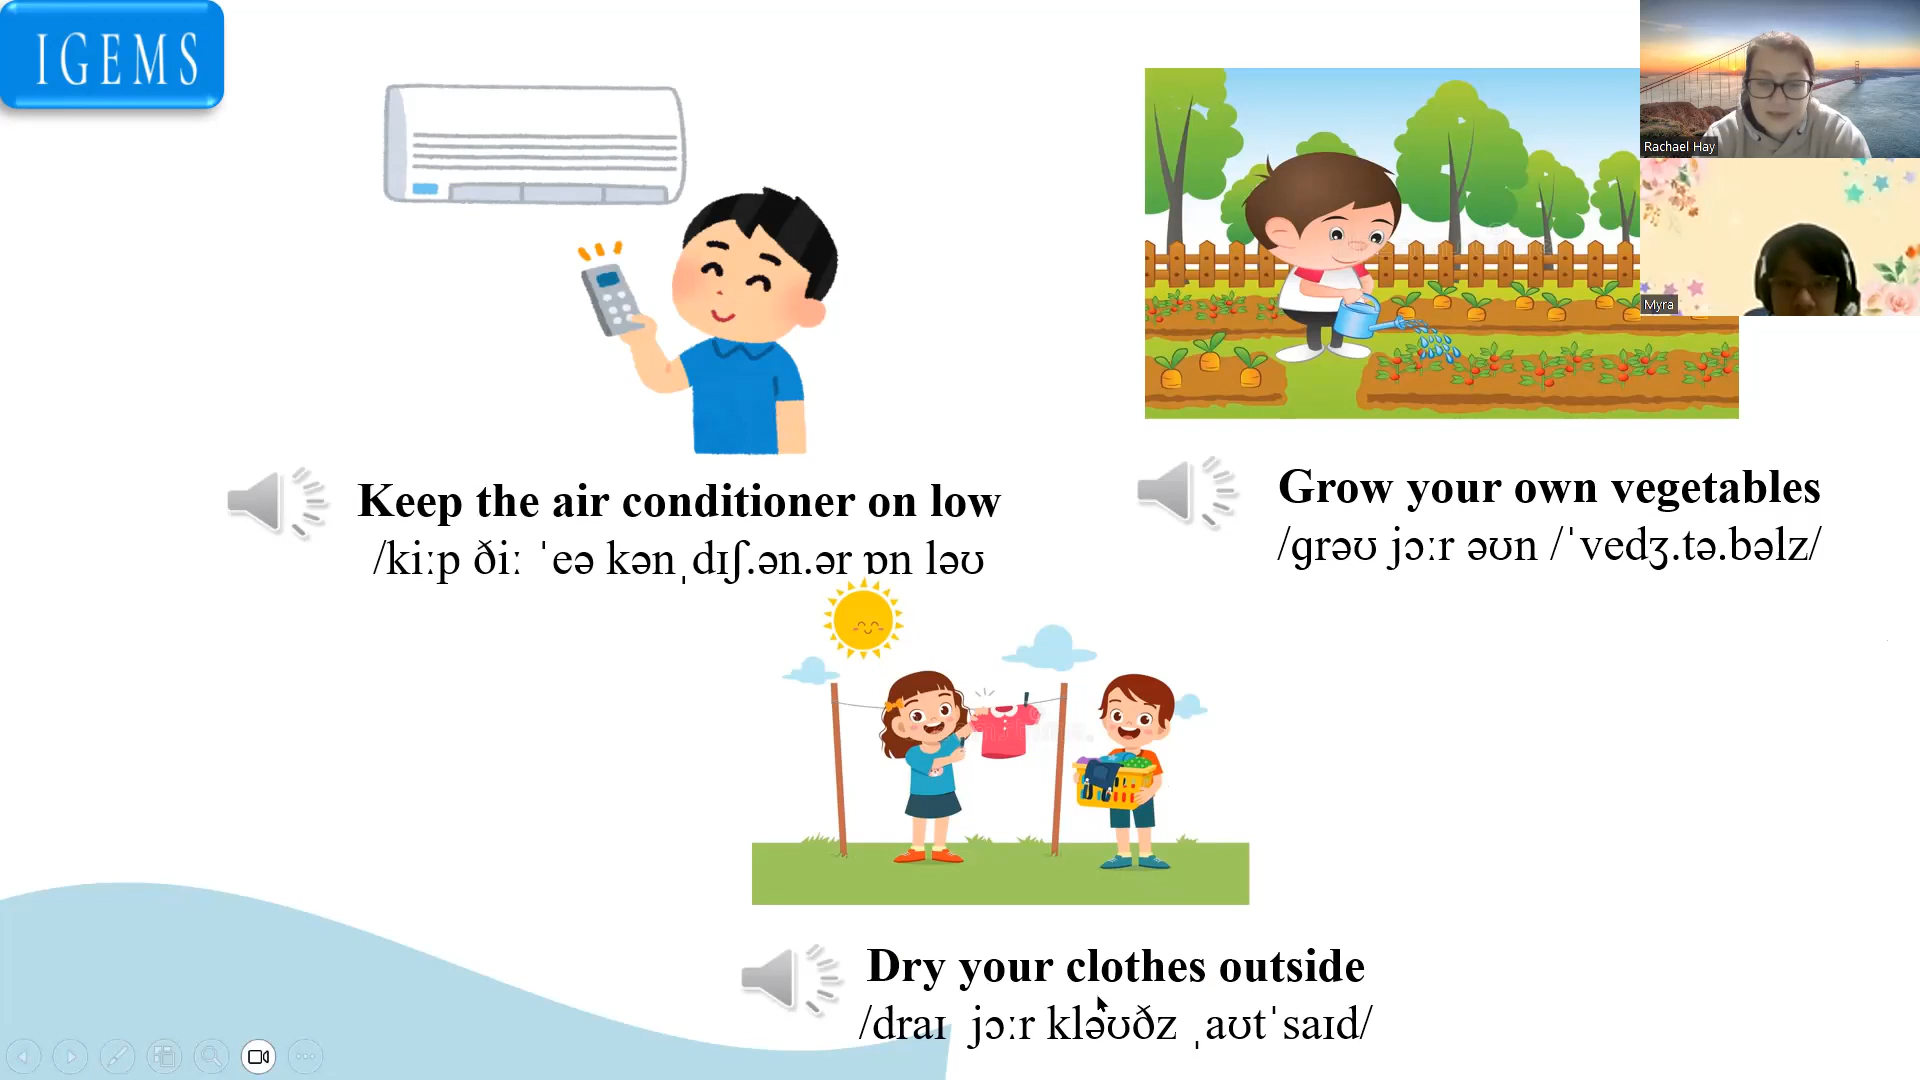 IGEMS
Rachael Hay
Myra
Keep the air conditioner on low
/kiːp ðiː ˈeə kənˌdɪʃ.ən.ər ɒn ləʊ
Grow your own vegetables
/ɡrəʊ jɔːr əʊn /ˈvedʒ.tə.bəlz/
Dry your clothes outside
/draɪ jɔːr kləʊðz ˌaʊtˈsaɪd/